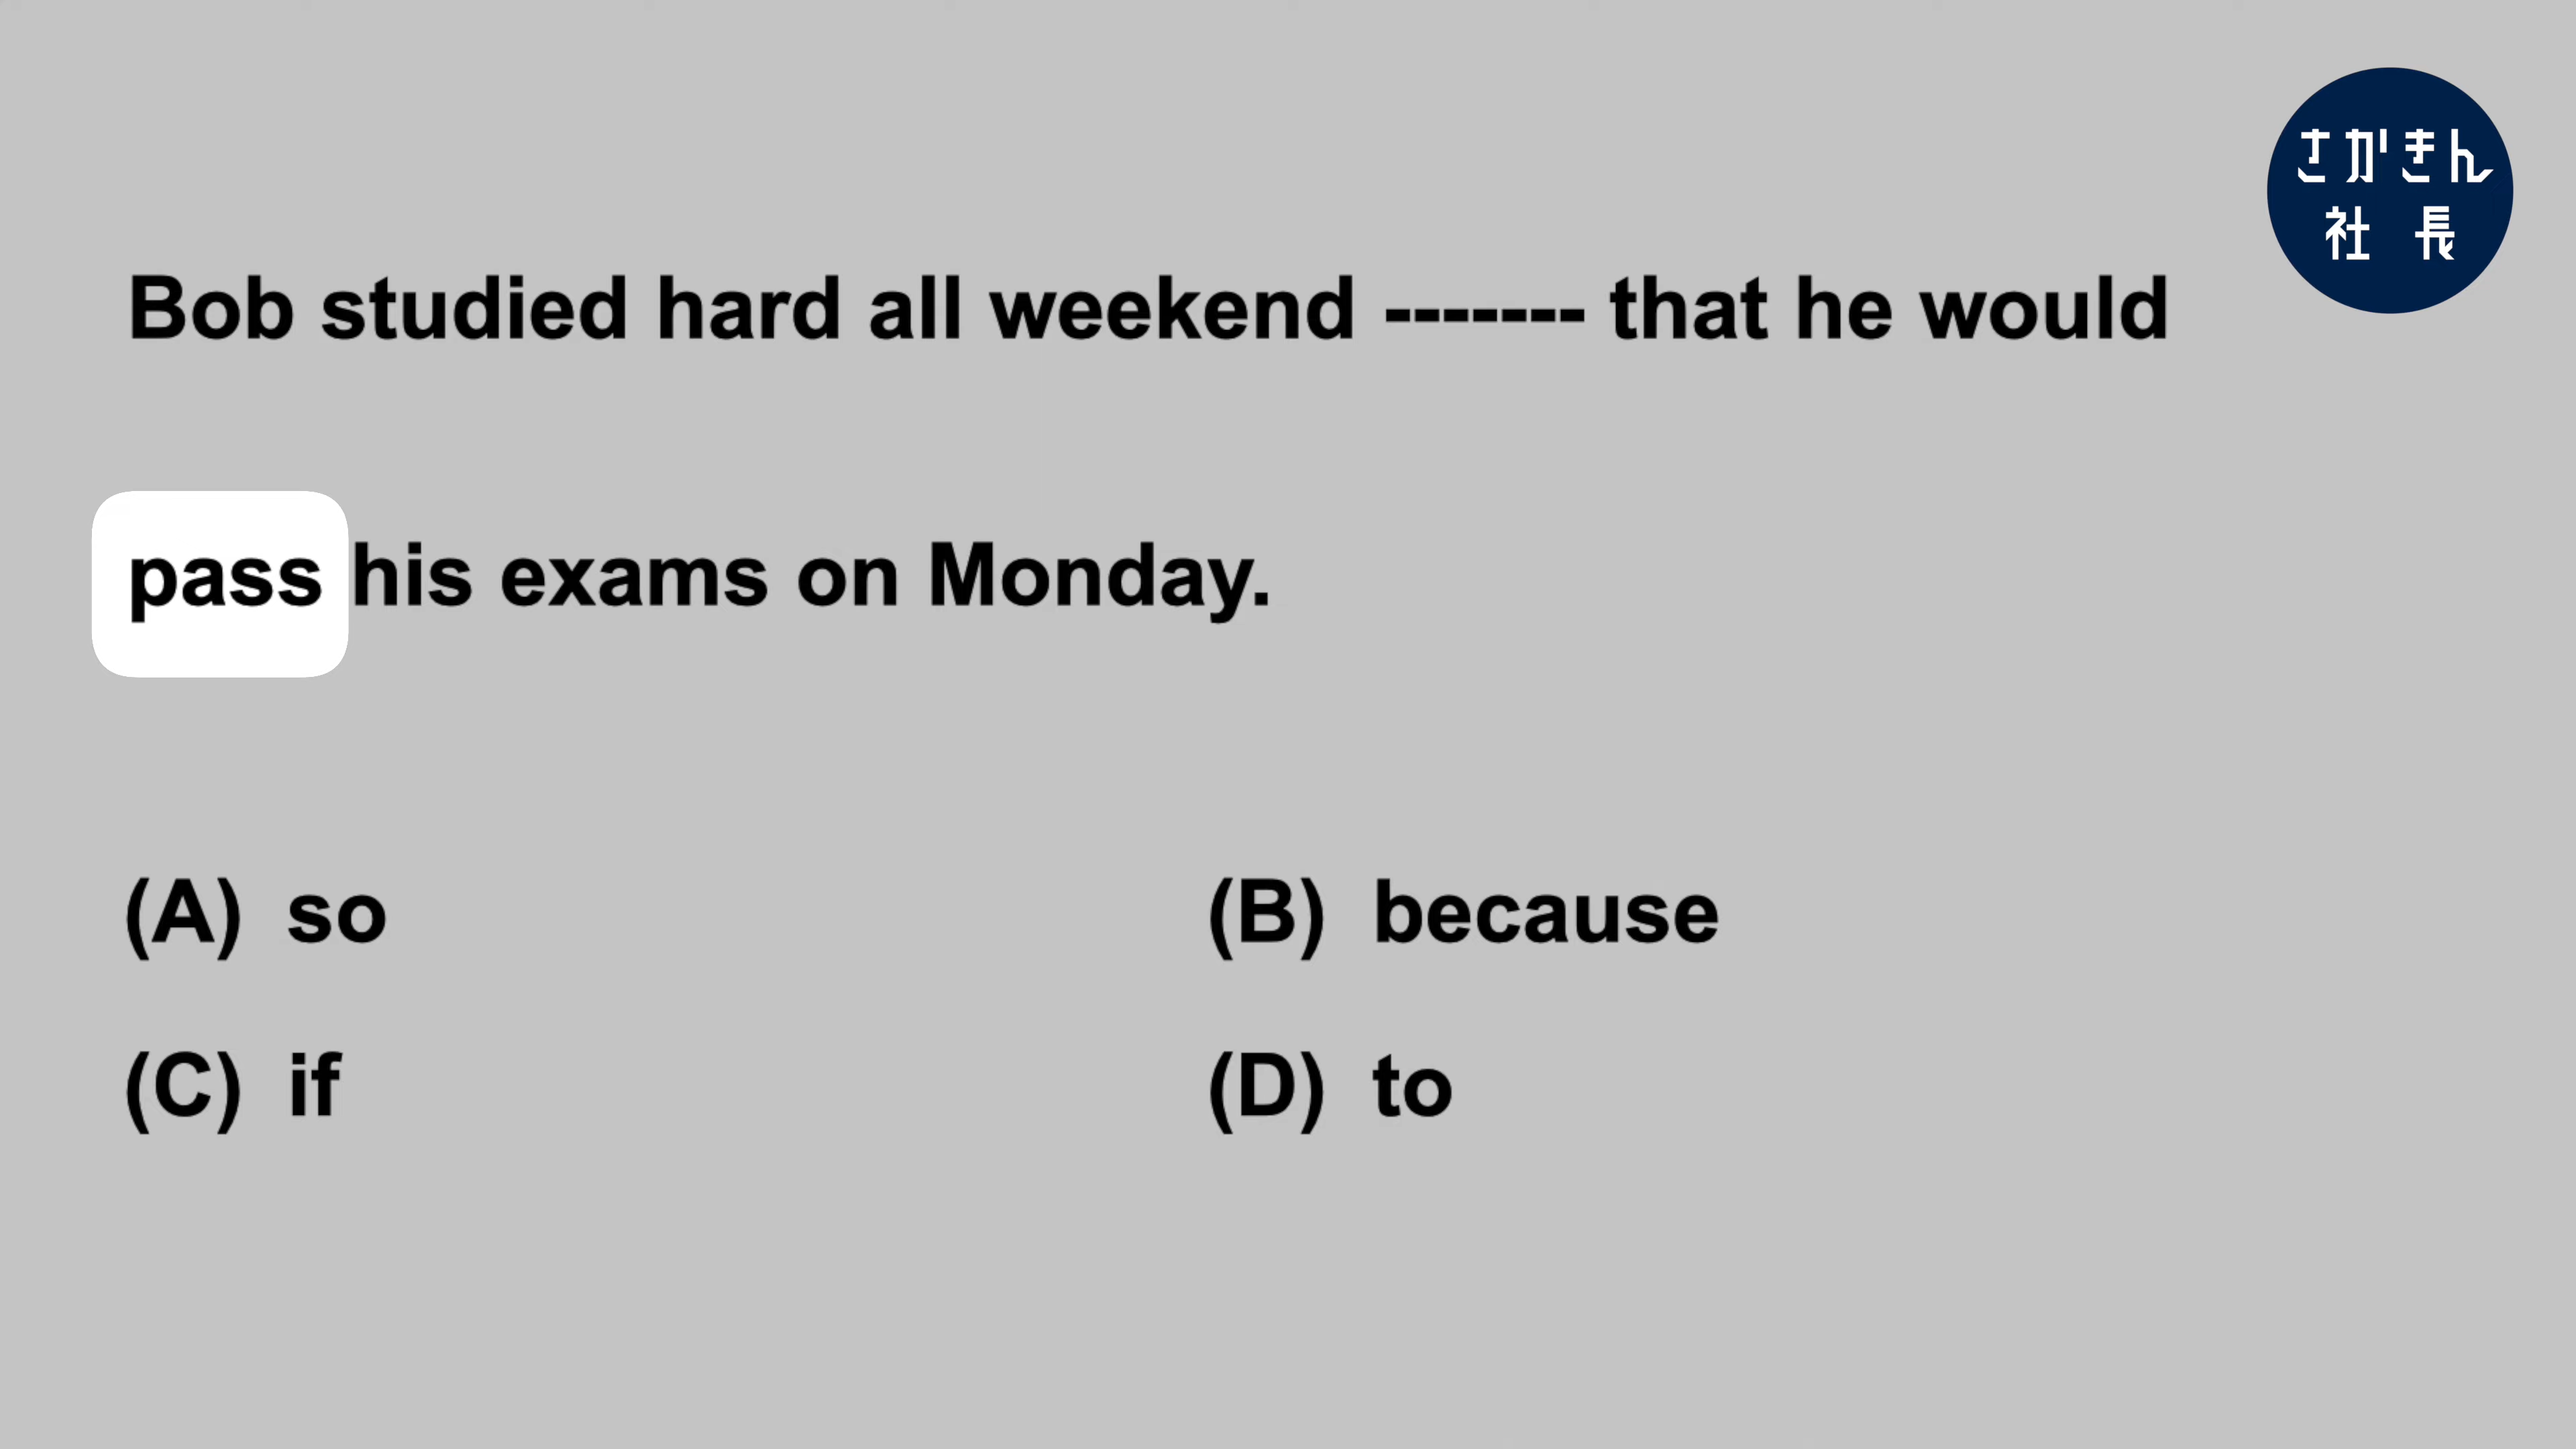 さかきん
社長
Bob studied hard all weekend ------- that he would
pass his exams on Monday.
(A) so
(B) because
(C) if
(D) to